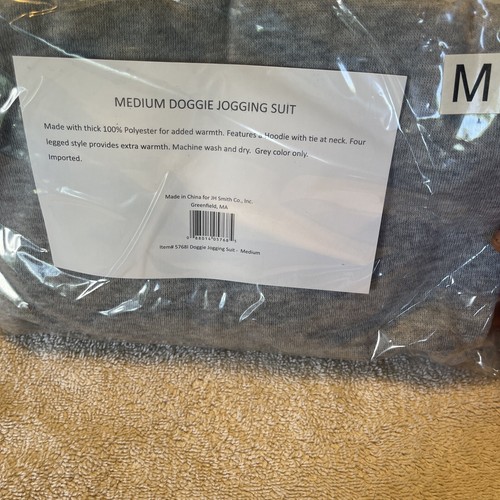 M
MEDIUM DOGGIE JOGGING SUIT
Made with thick 100% Polyester for added warmth. Features a Hoodie with tie at neck. Four
legged style provides extra warmth. Machine wash and dry. Grey color only.
Imported.
Made in China for JH Smith Co., Inc.
Greenfield, MA
Item# 5768I Doggie Jogging Suit - Medium